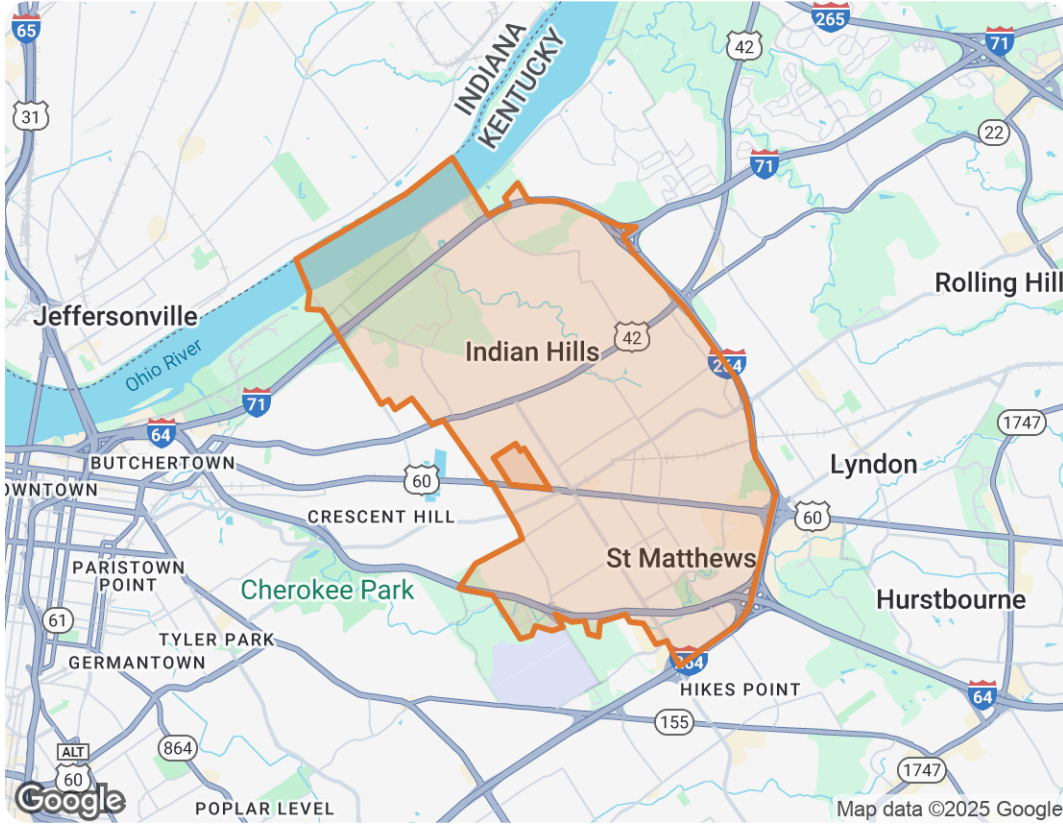 65
265
71
42
INDIANA
KENTUCKY
31
22
71
Rolling Hill
Jeffersonville
42
Indian Hills
Ohio River
264
71
1747
64
BUTCHERTOWN
Lyndon
60
OWNTOWN
60
CRESCENT HILL
St Matthews
PARISTOWN
POINT
Cherokee Park
Hurstbourne
61
TYLER PARK
GERMANTOWN
264
HIKES POINT
64
155
ALT
60
864
1747
Google
POPLAR LEVEL
Map data ©2025 Google